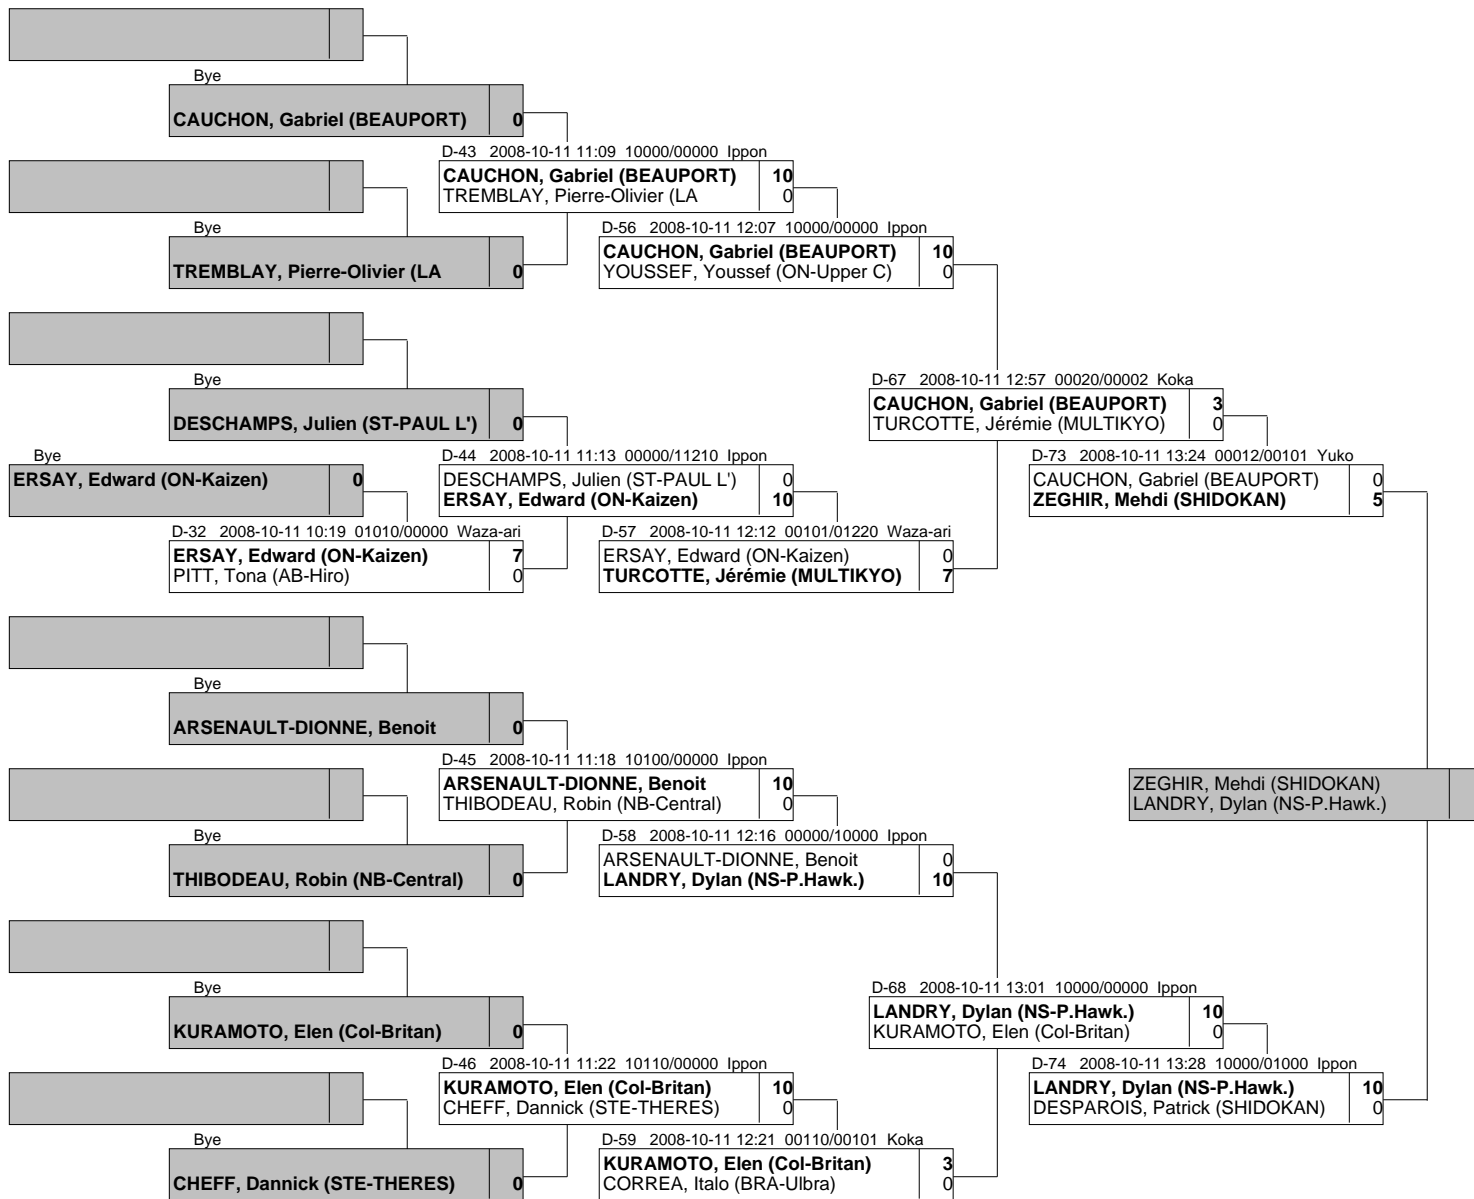 Bye
CAUCHON, Gabriel (BEAUPORT) 0
D-43 2008-10-11 11:09 10000/00000 Ippon
CAUCHON, Gabriel (BEAUPORT) 10
TREMBLAY, Pierre-Olivier (LA 0
Bye
TREMBLAY, Pierre-Olivier (LA 0
D-56 2008-10-11 12:07 10000/00000 Ippon
CAUCHON, Gabriel (BEAUPORT) 10
YOUSSEF, Youssef (ON-Upper C) 0
Bye
DESCHAMPS, Julien (ST-PAUL L') 0
D-67 2008-10-11 12:57 00020/00002 Koka
CAUCHON, Gabriel (BEAUPORT) 3
TURCOTTE, Jérémie (MULTIKYO) 0
Bye
ERSAY, Edward (ON-Kaizen) 0
D-44 2008-10-11 11:13 00000/11210 Ippon
DESCHAMPS, Julien (ST-PAUL L') 0
ERSAY, Edward (ON-Kaizen) 10
D-73 2008-10-11 13:24 00012/00101 Yuko
CAUCHON, Gabriel (BEAUPORT) 0
ZEGHIR, Mehdi (SHIDOKAN) 5
D-32 2008-10-11 10:19 01010/00000 Waza-ari
ERSAY, Edward (ON-Kaizen) 7
PITT, Tona (AB-Hiro) 0
D-57 2008-10-11 12:12 00101/01220 Waza-ari
ERSAY, Edward (ON-Kaizen) 0
TURCOTTE, Jérémie (MULTIKYO) 7
Bye
ARSENAULT-DIONNE, Benoit 0
D-45 2008-10-11 11:18 10100/00000 Ippon
ARSENAULT-DIONNE, Benoit 10
THIBODEAU, Robin (NB-Central) 0
ZEGHIR, Mehdi (SHIDOKAN)
LANDRY, Dylan (NS-P.Hawk.)
Bye
THIBODEAU, Robin (NB-Central) 0
D-58 2008-10-11 12:16 00000/10000 Ippon
ARSENAULT-DIONNE, Benoit 0
LANDRY, Dylan (NS-P.Hawk.) 10
Bye
KURAMOTO, Elen (Col-Britan) 0
D-68 2008-10-11 13:01 10000/00000 Ippon
LANDRY, Dylan (NS-P.Hawk.) 10
KURAMOTO, Elen (Col-Britan) 0
D-46 2008-10-11 11:22 10110/00000 Ippon
KURAMOTO, Elen (Col-Britan) 10
CHEFF, Dannick (STE-THERES) 0
D-74 2008-10-11 13:28 10000/01000 Ippon
LANDRY, Dylan (NS-P.Hawk.) 10
DESPAROIS, Patrick (SHIDOKAN) 0
Bye
CHEFF, Dannick (STE-THERES) 0
D-59 2008-10-11 12:21 00110/00101 Koka
KURAMOTO, Elen (Col-Britan) 3
CORREA, Italo (BRA-Ulbra) 0